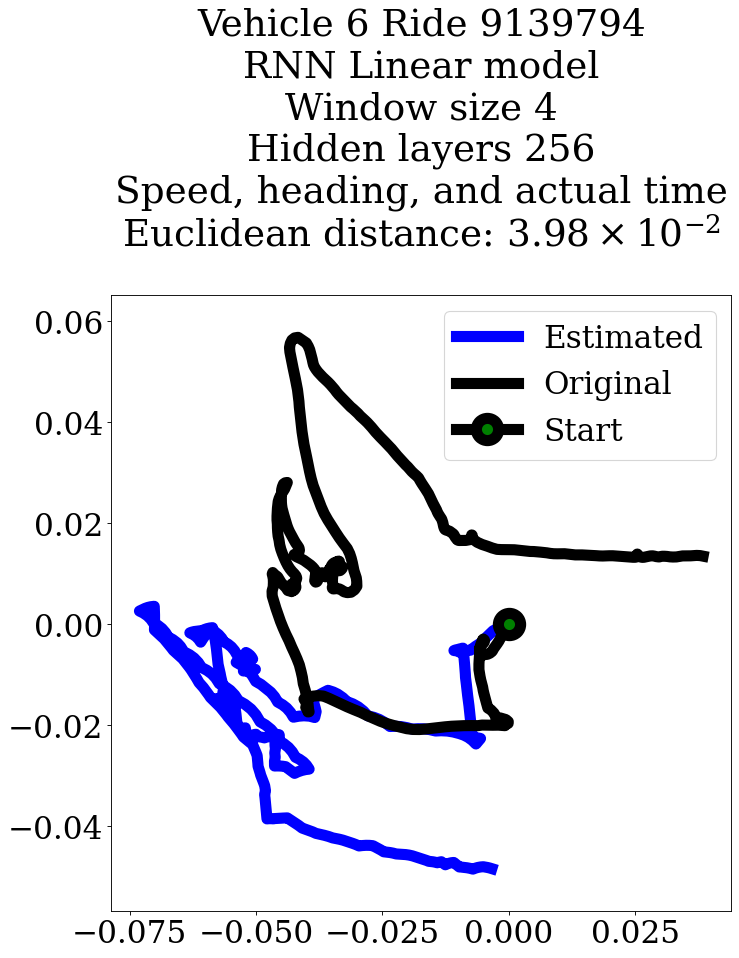 Vehicle 6 Ride 9139794
RNN Linear model
Window size 4
Hidden layers 256
Speed, heading, and actual time
Euclidean distance: 3.98 × 10⁻²
Estimated
Original
Start
0.06
0.04
0.02
0.00
−0.02
−0.04
−0.075 −0.050 −0.025 0.000 0.025